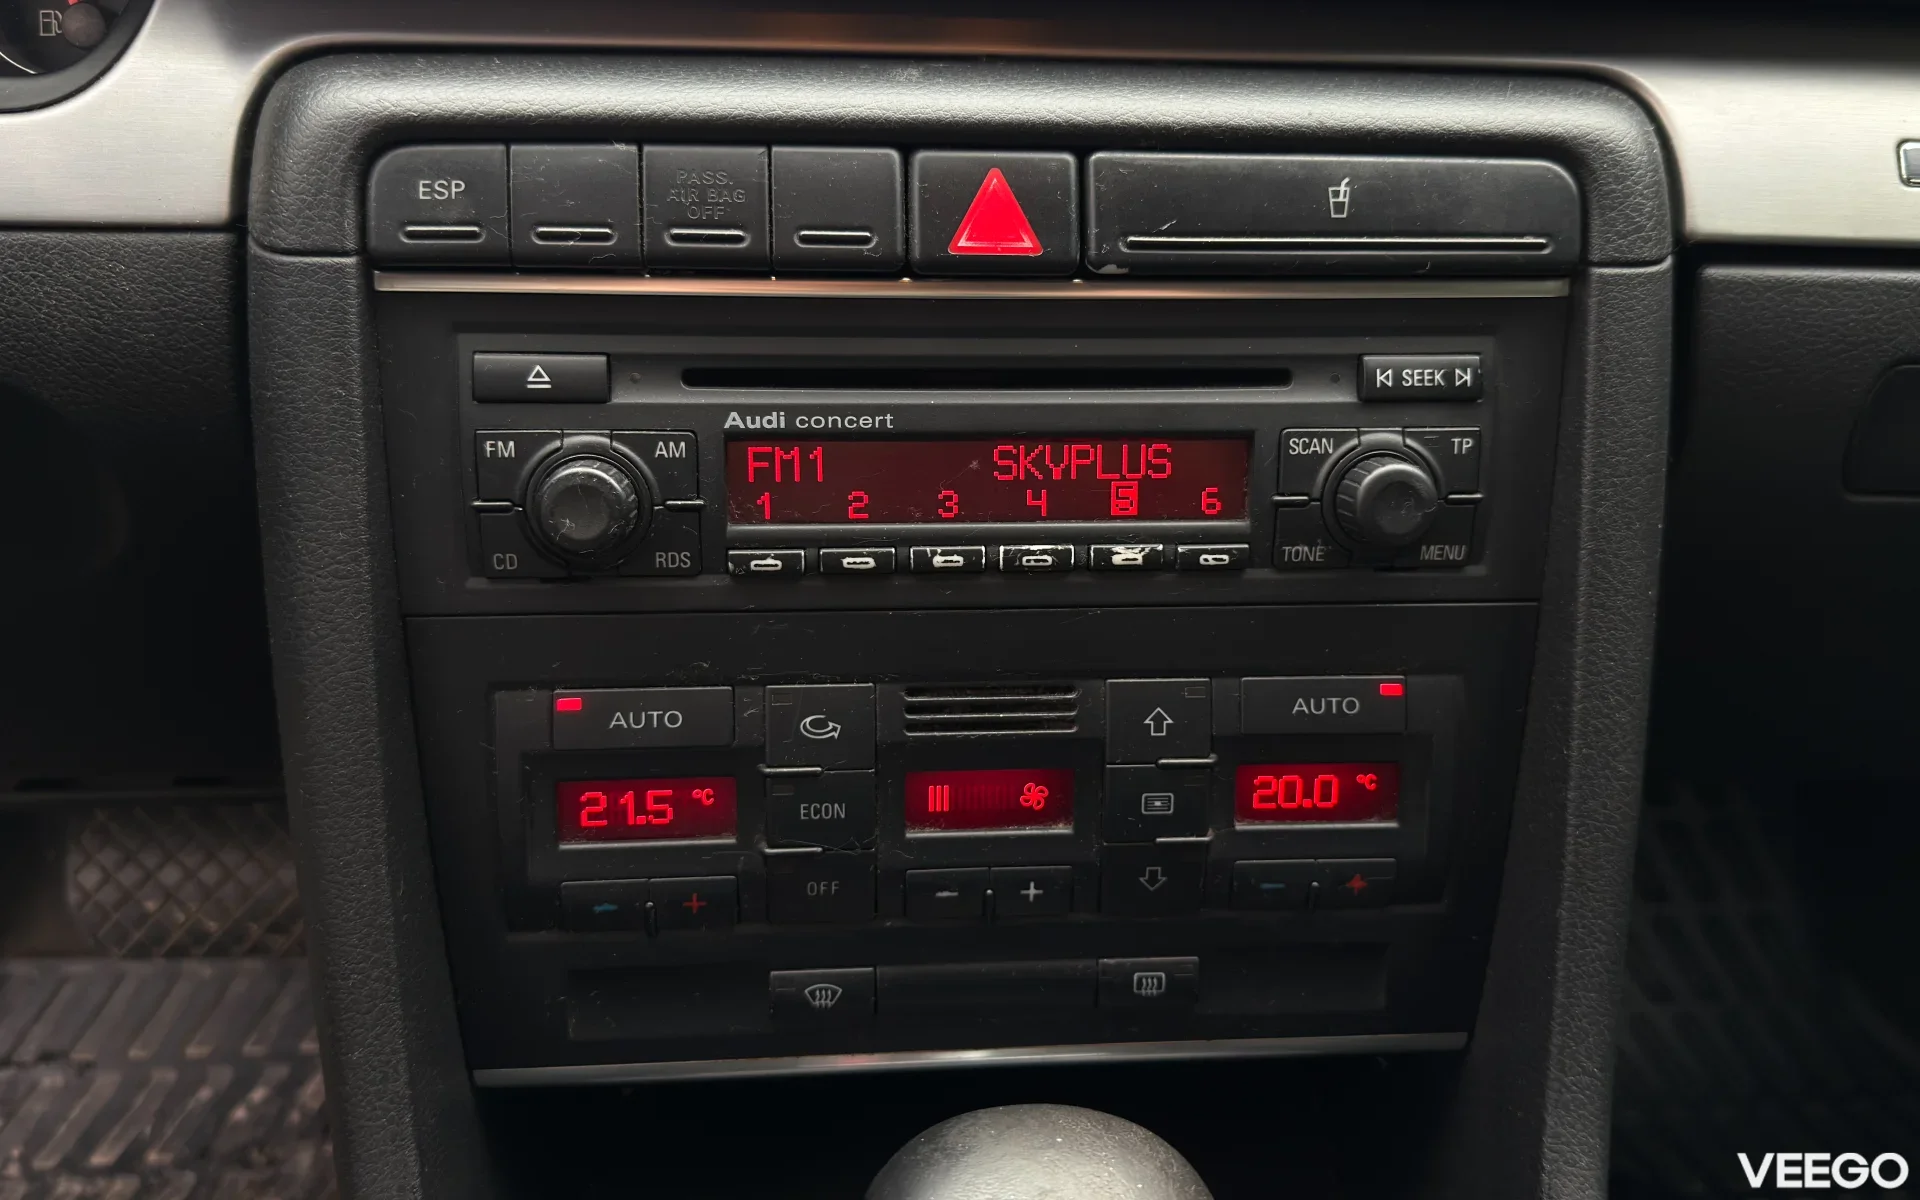 ESP
PASS.
AIR BAG
OFF
SEEK
Audi concert
FM
AM
FM1 SKYPLUS
1 2 3 4 5 6
SCAN
TP
CD
RDS
TONE
MENU
AUTO
AUTO
21.5 °C
ECON
20.0 °C
OFF
VEEGO